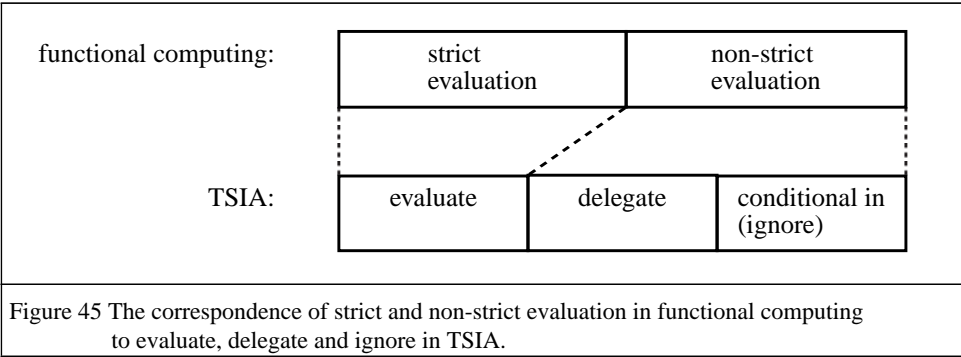 functional computing:
strict
evaluation
non-strict
evaluation
TSIA:
evaluate
delegate
conditional in
(ignore)
Figure 45 The correspondence of strict and non-strict evaluation in functional computing
to evaluate, delegate and ignore in TSIA.